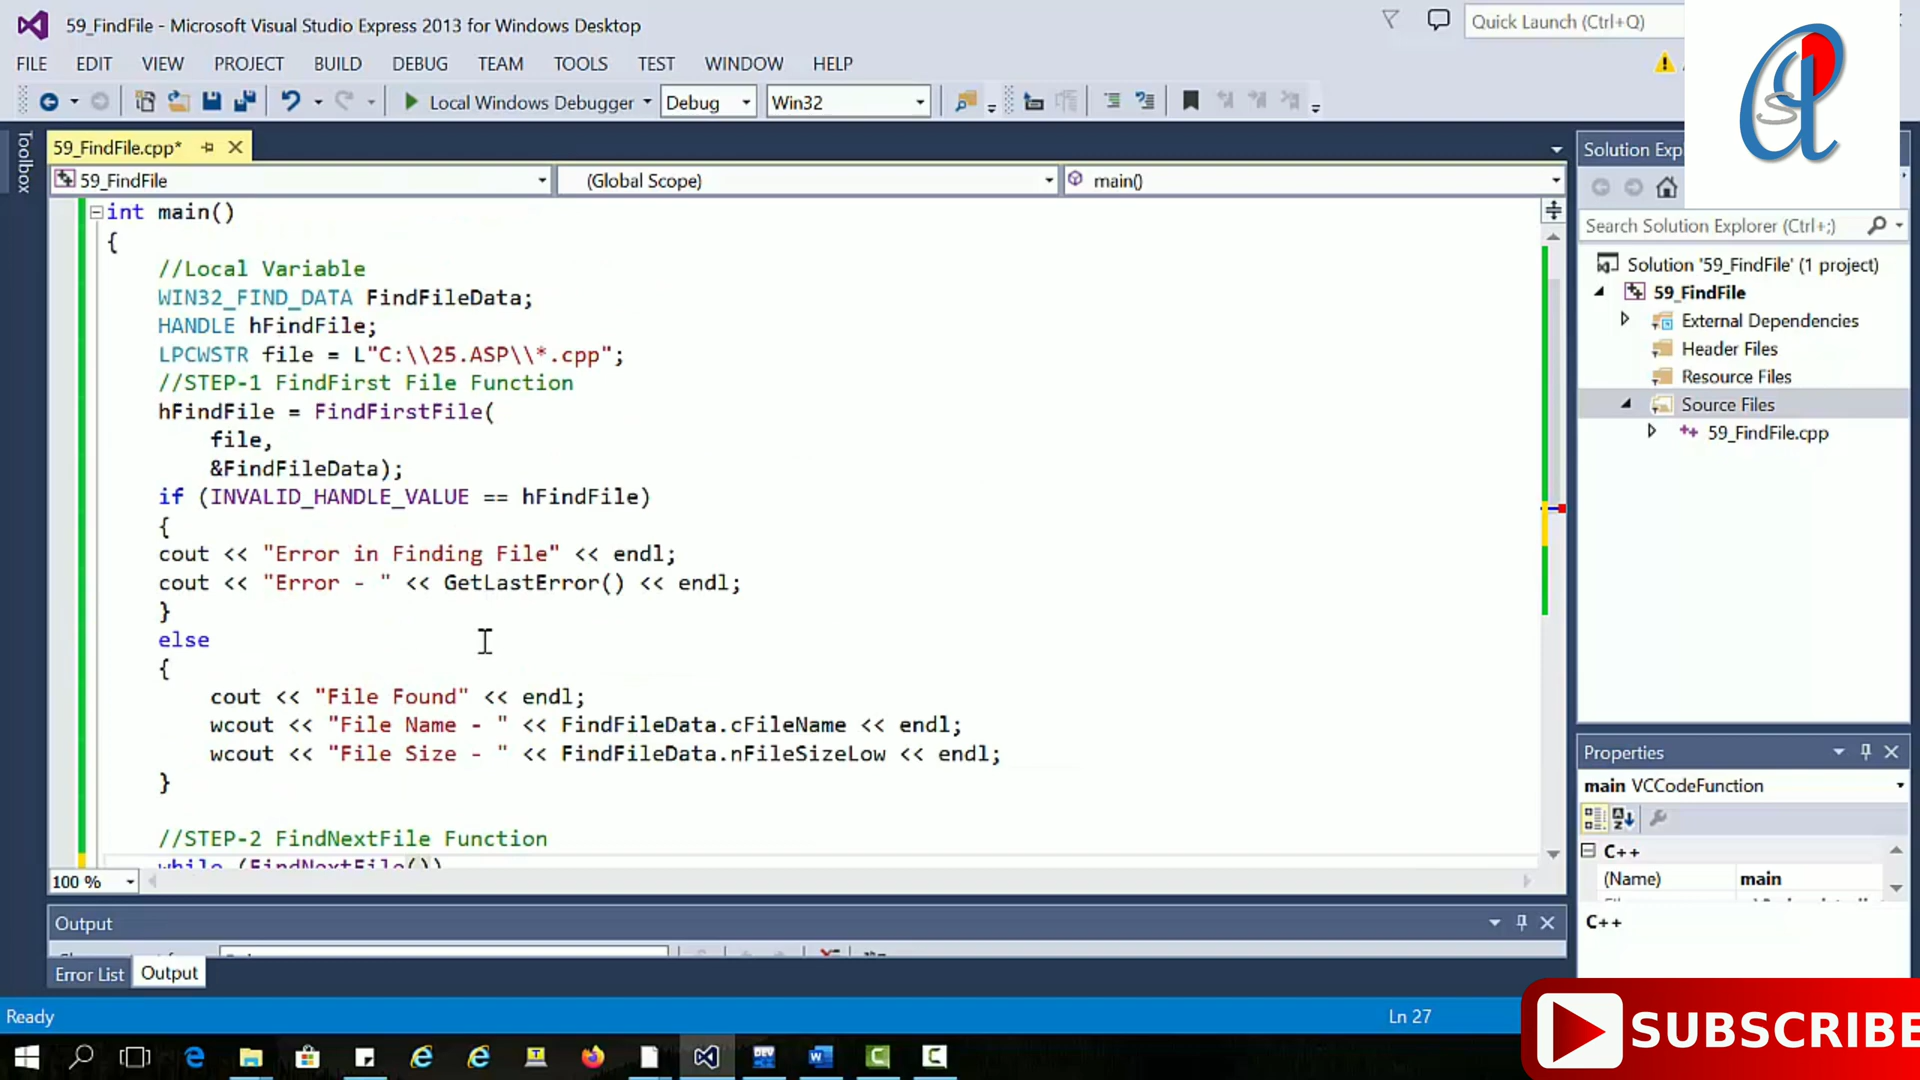 59_FindFile - Microsoft Visual Studio Express 2013 for Windows Desktop
Quick Launch (Ctrl+Q)
FILE EDIT VIEW PROJECT BUILD DEBUG TEAM TOOLS TEST WINDOW HELP
Local Windows Debugger Debug Win32
Toolbox
59_FindFile.cpp*
59_FindFile (Global Scope) main()
int main()
{
//Local Variable
WIN32_FIND_DATA FindFileData;
HANDLE hFindFile;
LPCWSTR file = L"C:\\25.ASP\\*.cpp";
//STEP-1 FindFirst File Function
hFindFile = FindFirstFile(
file,
&FindFileData);
if (INVALID_HANDLE_VALUE == hFindFile)
{
cout << "Error in Finding File" << endl;
cout << "Error - " << GetLastError() << endl;
}
else
{
cout << "File Found" << endl;
wcout << "File Name - " << FindFileData.cFileName << endl;
wcout << "File Size - " << FindFileData.nFileSizeLow << endl;
}
//STEP-2 FindNextFile Function
while (FindNextFile())
100 %
Output
Error List Output
Ready
Ln 27
Solution Exp
Search Solution Explorer (Ctrl+;)
Solution '59_FindFile' (1 project)
59_FindFile
External Dependencies
Header Files
Resource Files
Source Files
59_FindFile.cpp
Properties
main VCCodeFunction
C++
(Name) main
C++
SUBSCRIBE